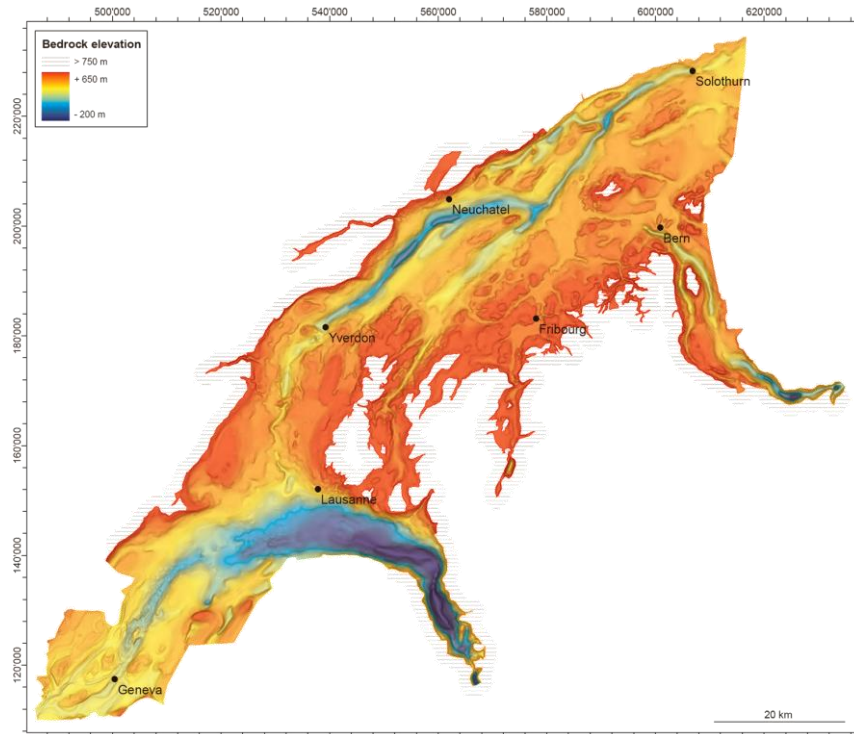 500'000 520'000 540'000 560'000 580'000 600'000 620'000
Bedrock elevation
> 750 m
+ 650 m
- 200 m
220'000
200'000
180'000
160'000
140'000
120'000
Solothurn
Neuchatel
Bern
Yverdon
Fribourg
Lausanne
Geneva
20 km